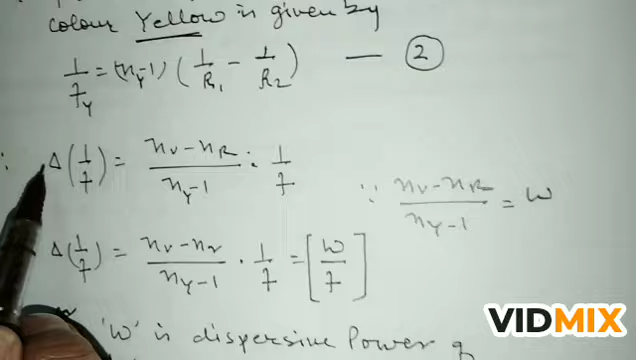 colour Yellow is given by
1/f_y = (n_y-1) (1/R_1 - 1/R_2) — 2
∴ Δ(1/f) = n_v-n_R/n_y-1 · 1/f
∵ n_v-n_R/n_y-1 = W
Δ(1/f) = n_v-n_r/n_y-1 · 1/f = [W/f]
'W' is dispersive Power of
VIDMIX